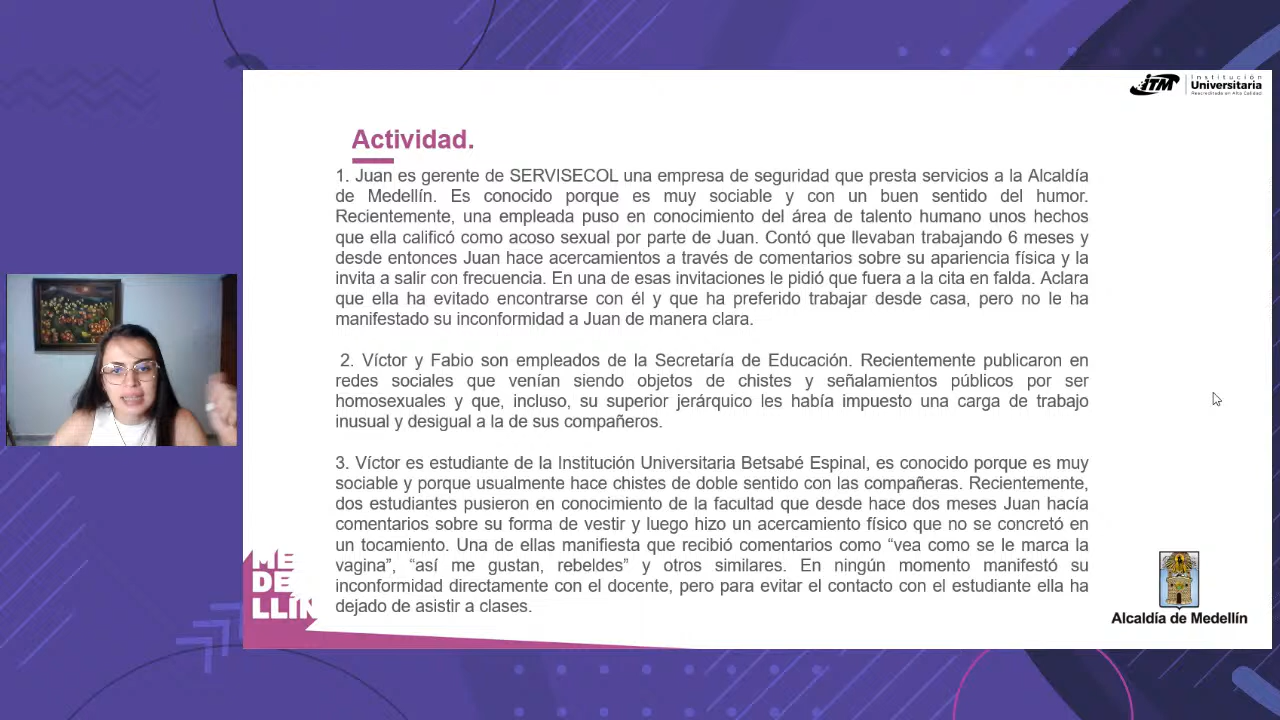 iTM
Institución
Universitaria
Reacreditada en Alta Calidad
Actividad.
1. Juan es gerente de SERVISECOL una empresa de seguridad que presta servicios a la Alcaldía
de Medellín. Es conocido porque es muy sociable y con un buen sentido del humor.
Recientemente, una empleada puso en conocimiento del área de talento humano unos hechos
que ella calificó como acoso sexual por parte de Juan. Contó que llevaban trabajando 6 meses y
desde entonces Juan hace acercamientos a través de comentarios sobre su apariencia física y la
invita a salir con frecuencia. En una de esas invitaciones le pidió que fuera a la cita en falda. Aclara
que ella ha evitado encontrarse con él y que ha preferido trabajar desde casa, pero no le ha
manifestado su inconformidad a Juan de manera clara.
2. Víctor y Fabio son empleados de la Secretaría de Educación. Recientemente publicaron en
redes sociales que venían siendo objetos de chistes y señalamientos públicos por ser
homosexuales y que, incluso, su superior jerárquico les había impuesto una carga de trabajo
inusual y desigual a la de sus compañeros.
3. Víctor es estudiante de la Institución Universitaria Betsabé Espinal, es conocido porque es muy
sociable y porque usualmente hace chistes de doble sentido con las compañeras. Recientemente,
dos estudiantes pusieron en conocimiento de la facultad que desde hace dos meses Juan hacía
comentarios sobre su forma de vestir y luego hizo un acercamiento físico que no se concretó en
un tocamiento. Una de ellas manifiesta que recibió comentarios como “vea como se le marca la
vagina”, “así me gustan, rebeldes” y otros similares. En ningún momento manifestó su
inconformidad directamente con el docente, pero para evitar el contacto con el estudiante ella ha
dejado de asistir a clases.
ME
DE
LLÍN
Alcaldía de Medellín